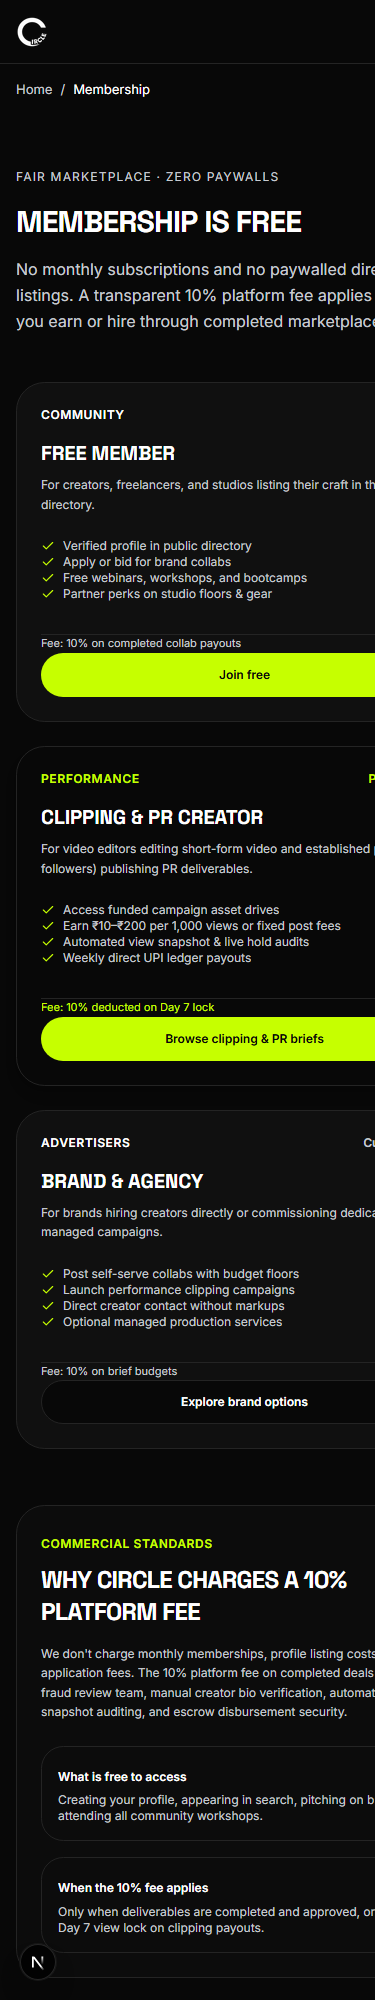 IRCLE
Home / Membership
FAIR MARKETPLACE · ZERO PAYWALLS
MEMBERSHIP IS FREE
No monthly subscriptions and no paywalled
listings. A transparent 10% platform fee applies
you earn or hire through completed
COMMUNITY
FREE MEMBER
For creators, freelancers, and studios listing their craft in
directory.
Verified profile in public directory
Apply or bid for brand collabs
Free webinars, workshops, and bootcamps
Partner perks on studio floors & gear
Fee: 10% on completed collab payouts
Join free
PERFORMANCE
CLIPPING & PR CREATOR
For video editors editing short-form video and established
followers) publishing PR deliverables.
Access funded campaign asset drives
Earn ₹10–₹200 per 1,000 views or fixed post fees
Automated view snapshot & live hold audits
Weekly direct UPI ledger payouts
Fee: 10% deducted on Day 7 lock
Browse clipping & PR briefs
ADVERTISERS
BRAND & AGENCY
For brands hiring creators directly or commissioning
managed campaigns.
Post self-serve collabs with budget floors
Launch performance clipping campaigns
Direct creator contact without markups
Optional managed production services
Fee: 10% on brief budgets
Explore brand options
COMMERCIAL STANDARDS
WHY CIRCLE CHARGES A 10%
PLATFORM FEE
We don't charge monthly memberships, profile listing costs
application fees. The 10% platform fee on completed deals
fraud review team, manual creator bio verification,
snapshot auditing, and escrow disbursement security.
What is free to access
Creating your profile, appearing in search, pitching on
attending all community workshops.
When the 10% fee applies
Only when deliverables are completed and approved,
Day 7 view lock on clipping payouts.
N